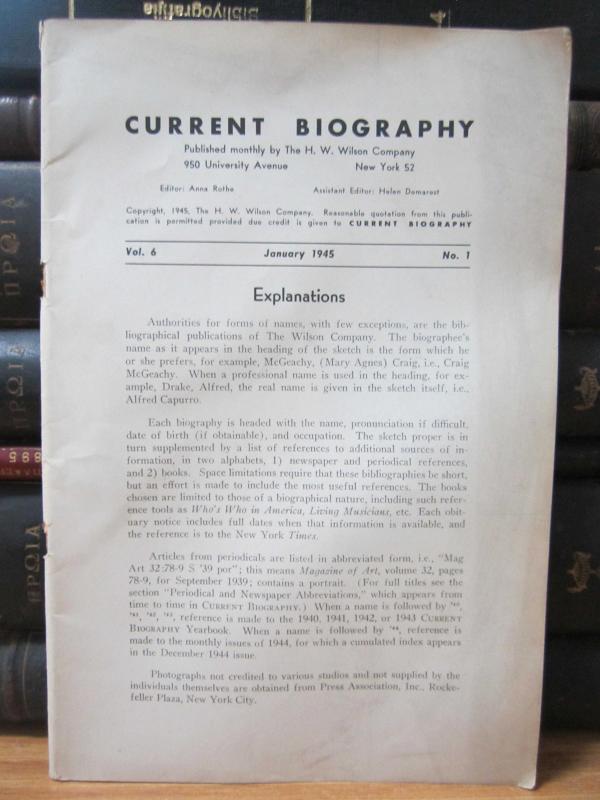 Bibliyografija
4
CURRENT BIOGRAPHY
Published monthly by The H. W. Wilson Company
950 University Avenue New York 52
Editor: Anna Rothe Assistant Editor: Helen Demarest
Copyright, 1945, The H. W. Wilson Company. Reasonable quotation from this publi-
cation is permitted provided due credit is given to CURRENT BIOGRAPHY
Vol. 6 January 1945 No. 1
Explanations
Authorities for forms of names, with few exceptions, are the bib-
liographical publications of The Wilson Company. The biographee's
name as it appears in the heading of the sketch is the form which he
or she prefers, for example, McGeachy, (Mary Agnes) Craig, i.e., Craig
McGeachy. When a professional name is used in the heading, for ex-
ample, Drake, Alfred, the real name is given in the sketch itself, i.e.,
Alfred Capurro.
Each biography is headed with the name, pronunciation if difficult,
date of birth (if obtainable), and occupation. The sketch proper is in
turn supplemented by a list of references to additional sources of in-
formation, in two alphabets, 1) newspaper and periodical references,
and 2) books. Space limitations require that these bibliographies be short,
but an effort is made to include the most useful references. The books
chosen are limited to those of a biographical nature, including such refer-
ence tools as Who's Who in America, Living Musicians, etc. Each obit-
uary notice includes full dates when that information is available, and
the reference is to the New York Times.
Articles from periodicals are listed in abbreviated form, i.e., "Mag
Art 32:78-9 S '39 por"; this means Magazine of Art, volume 32, pages
78-9, for September 1939; contains a portrait. (For full titles see the
section "Periodical and Newspaper Abbreviations," which appears from
time to time in CURRENT BIOGRAPHY.) When a name is followed by '40,
'41, '42, '43, reference is made to the 1940, 1941, 1942, or 1943 CURRENT
BIOGRAPHY Yearbook. When a name is followed by '44, reference is
made to the monthly issues of 1944, for which a cumulated index appears
in the December 1944 issue.
Photographs not credited to various studios and not supplied by the
individuals themselves are obtained from Press Association, Inc., Rocke-
feller Plaza, New York City.
ΠΡΩΙΑ
ΠΡΩΙΑ
1895
ΠΡΩΙΑ